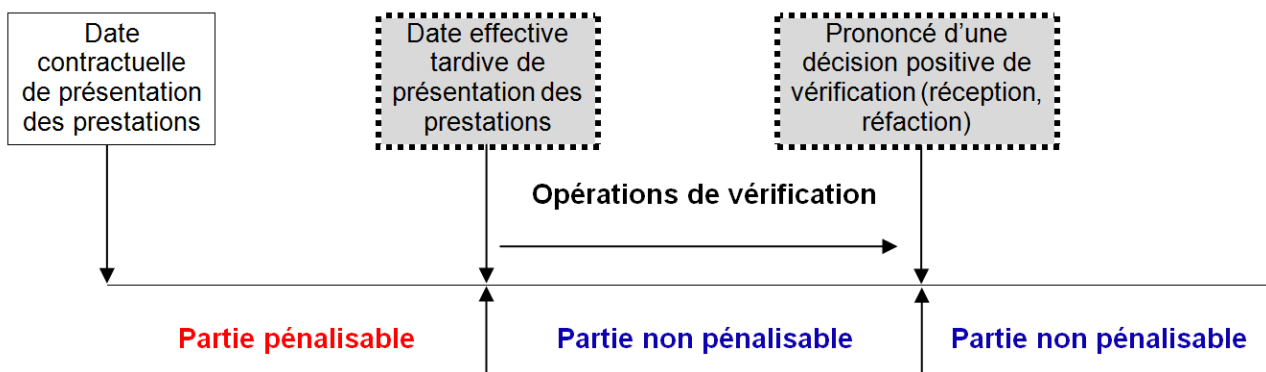 Date
contractuelle
de présentation
des prestations
Date effective
tardive de
présentation des
prestations
Prononcé d’une
décision positive de
vérification (réception,
réfaction)
Opérations de vérification
Partie pénalisable
Partie non pénalisable
Partie non pénalisable